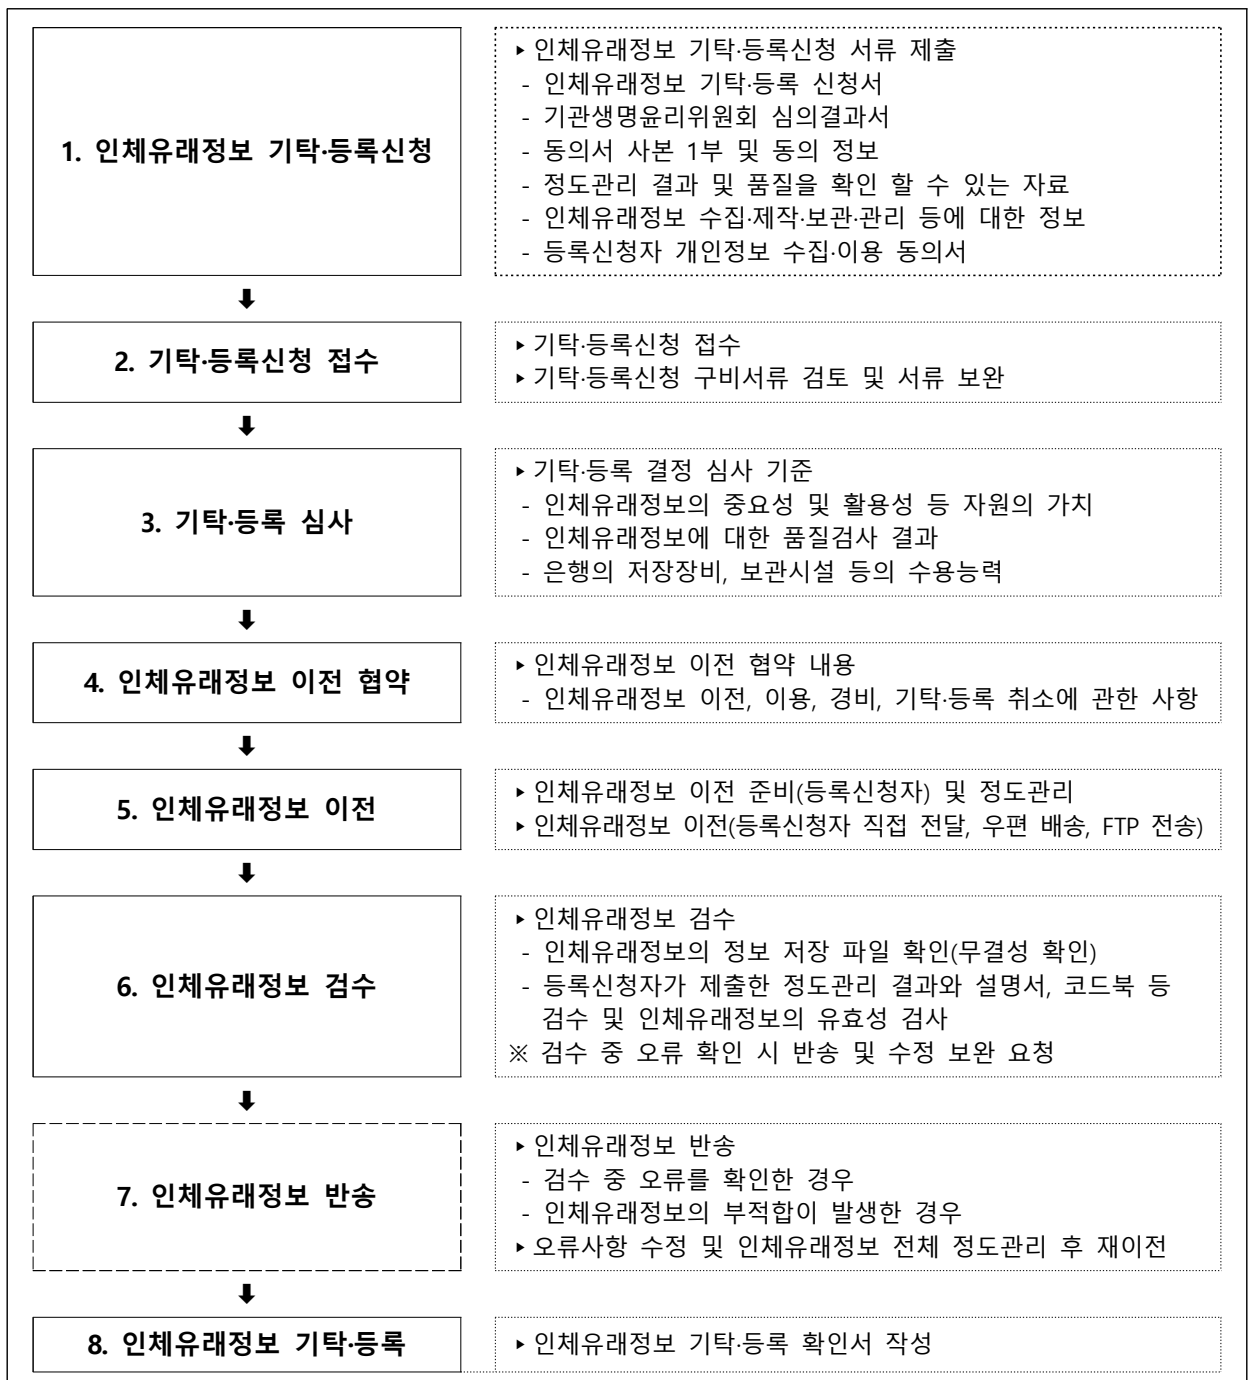 1. 인체유래정보 기탁·등록신청
▸인체유래정보 기탁·등록신청 서류 제출
- 인체유래정보 기탁·등록 신청서
- 기관생명윤리위원회 심의결과서
- 동의서 사본 1부 및 동의 정보
- 정도관리 결과 및 품질을 확인 할 수 있는 자료
- 인체유래정보 수집·제작·보관·관리 등에 대한 정보
- 등록신청자 개인정보 수집·이용 동의서
2. 기탁·등록신청 접수
▸기탁·등록신청 접수
▸기탁·등록신청 구비서류 검토 및 서류 보완
3. 기탁·등록 심사
▸기탁·등록 결정 심사 기준
- 인체유래정보의 중요성 및 활용성 등 자원의 가치
- 인체유래정보에 대한 품질검사 결과
- 은행의 저장장비, 보관시설 등의 수용능력
4. 인체유래정보 이전 협약
▸인체유래정보 이전 협약 내용
- 인체유래정보 이전, 이용, 경비, 기탁·등록 취소에 관한 사항
5. 인체유래정보 이전
▸인체유래정보 이전 준비(등록신청자) 및 정도관리
▸인체유래정보 이전(등록신청자 직접 전달, 우편 배송, FTP 전송)
6. 인체유래정보 검수
▸인체유래정보 검수
- 인체유래정보의 정보 저장 파일 확인(무결성 확인)
- 등록신청자가 제출한 정도관리 결과와 설명서, 코드북 등
검수 및 인체유래정보의 유효성 검사
※ 검수 중 오류 확인 시 반송 및 수정 보완 요청
7. 인체유래정보 반송
▸인체유래정보 반송
- 검수 중 오류를 확인한 경우
- 인체유래정보의 부적합이 발생한 경우
▸오류사항 수정 및 인체유래정보 전체 정도관리 후 재이전
8. 인체유래정보 기탁·등록
▸인체유래정보 기탁·등록 확인서 작성